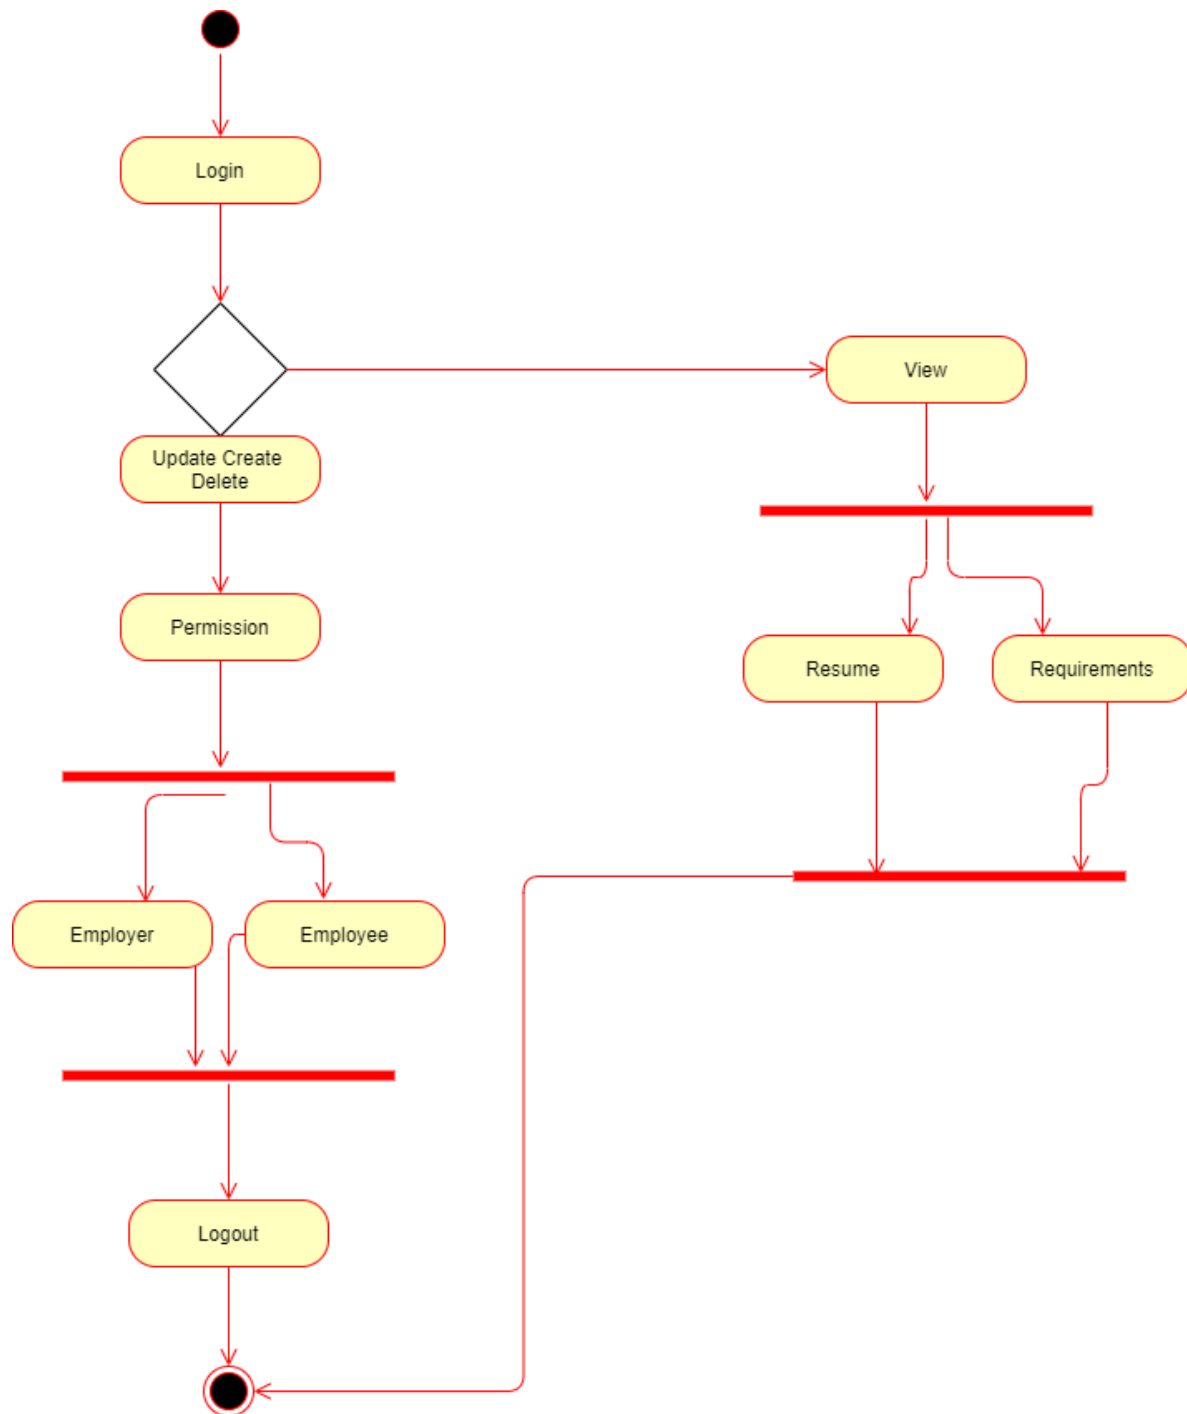 Login
View
Update Create
Delete
Permission
Resume
Requirements
Employer
Employee
Logout